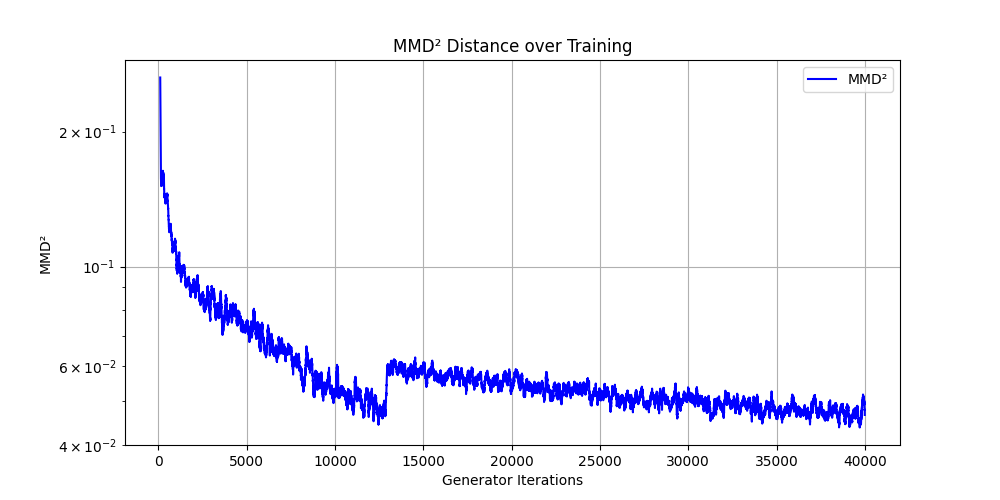 MMD² Distance over Training
MMD²
2 × 10⁻¹
10⁻¹
6 × 10⁻²
4 × 10⁻²
MMD²
0 5000 10000 15000 20000 25000 30000 35000 40000
Generator Iterations